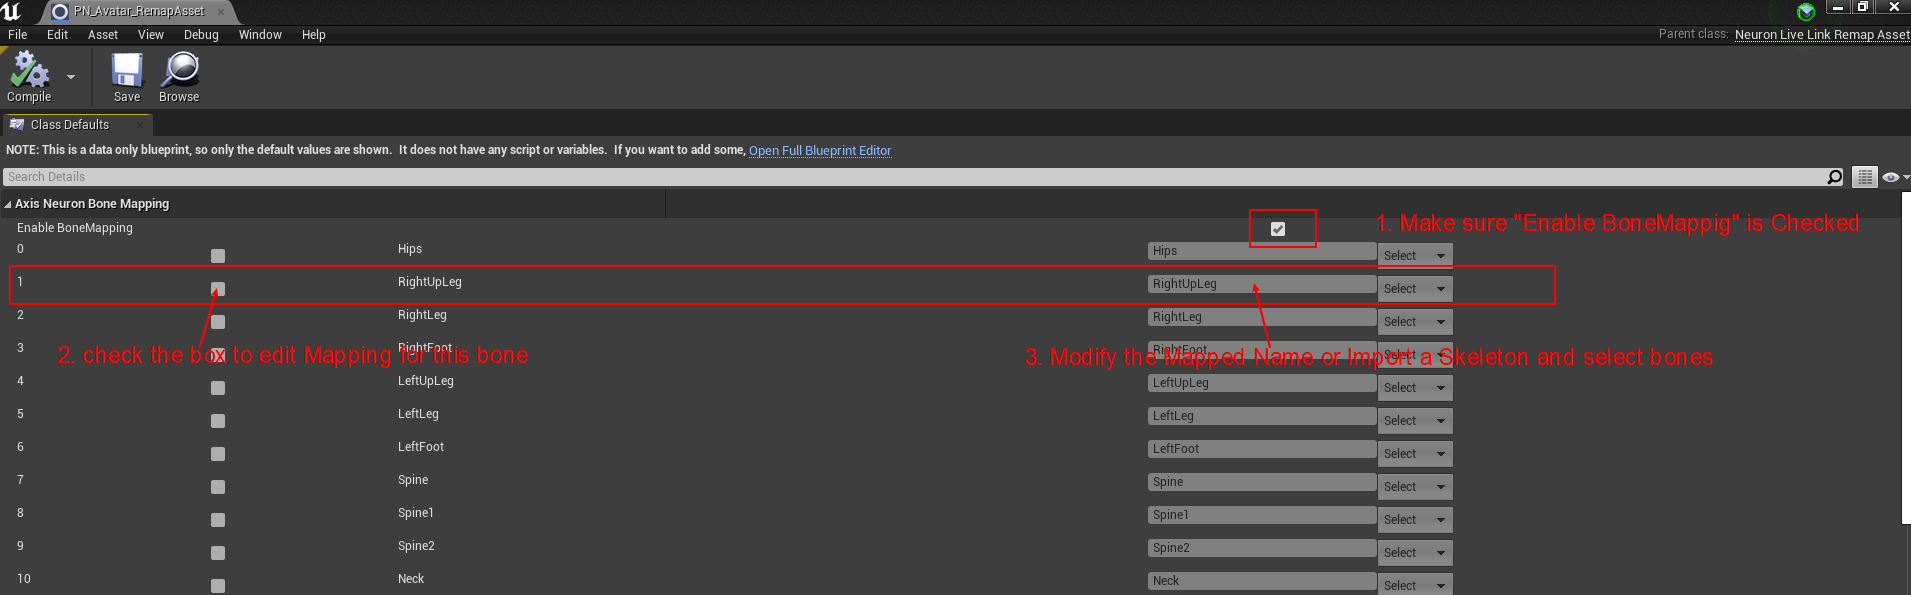 PN_Avatar_RemapAsset
File Edit Asset View Debug Window Help
Parent class: Neuron Live Link Remap Asset
Compile Save Browse
Class Defaults
NOTE: This is a data only blueprint, so only the default values are shown. It does not have any script or variables. If you want to add some, Open Full Blueprint Editor
Search Details
Axis Neuron Bone Mapping
Enable BoneMapping
1. Make sure "Enable BoneMappig" is Checked
0 Hips Hips Select
1 RightUpLeg RightUpLeg Select
2 RightLeg RightLeg Select
3 RightFoot RightFoot Select
2. check the box to edit Mapping for this bone
3. Modify the Mapped Name or Import a Skeleton and select bones
4 LeftUpLeg LeftUpLeg Select
5 LeftLeg LeftLeg Select
6 LeftFoot LeftFoot Select
7 Spine Spine Select
8 Spine1 Spine1 Select
9 Spine2 Spine2 Select
10 Neck Neck Select